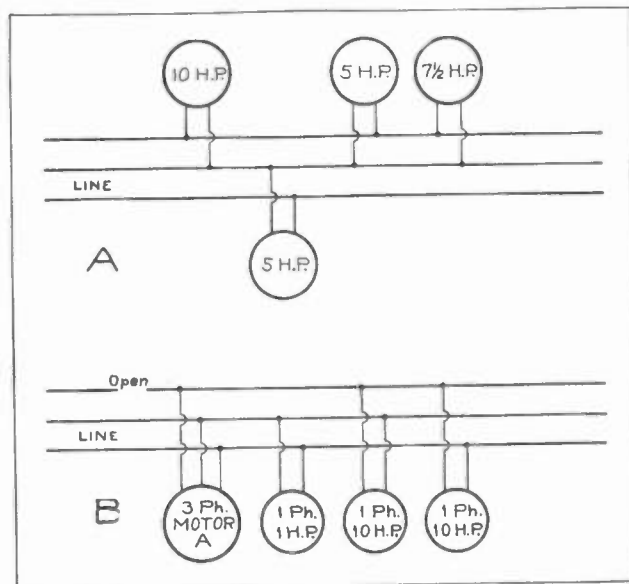 10 H.P.
5 H.P.
7½ H.P.
LINE
5 H.P.
A
Open
LINE
B
3 Ph.
MOTOR
A
1 Ph.
1 H.P.
1 Ph.
10 H.P.
1 Ph.
10 H.P.